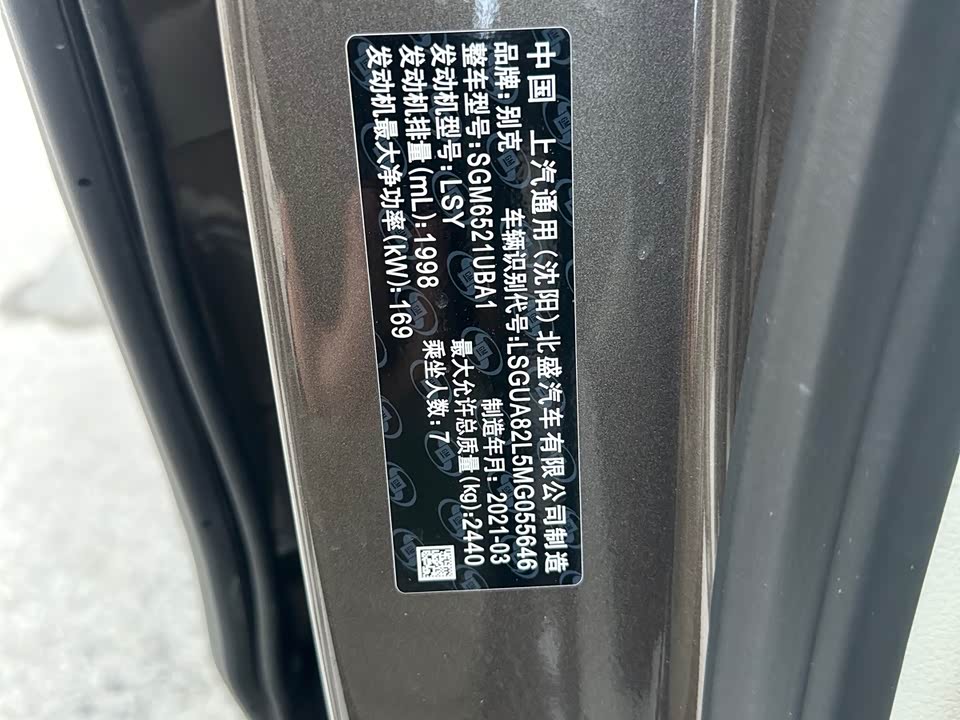 中国 上汽通用(沈阳)北盛汽车有限公司制造
品牌:别克 车辆识别代号:LSGUA82L5MG055646
整车型号:SGM6521UBA1 制造年月:2021-03
发动机型号:LSY 最大允许总质量(kg):2440
发动机排量(mL):1998 乘坐人数:7
发动机最大净功率(kW):169